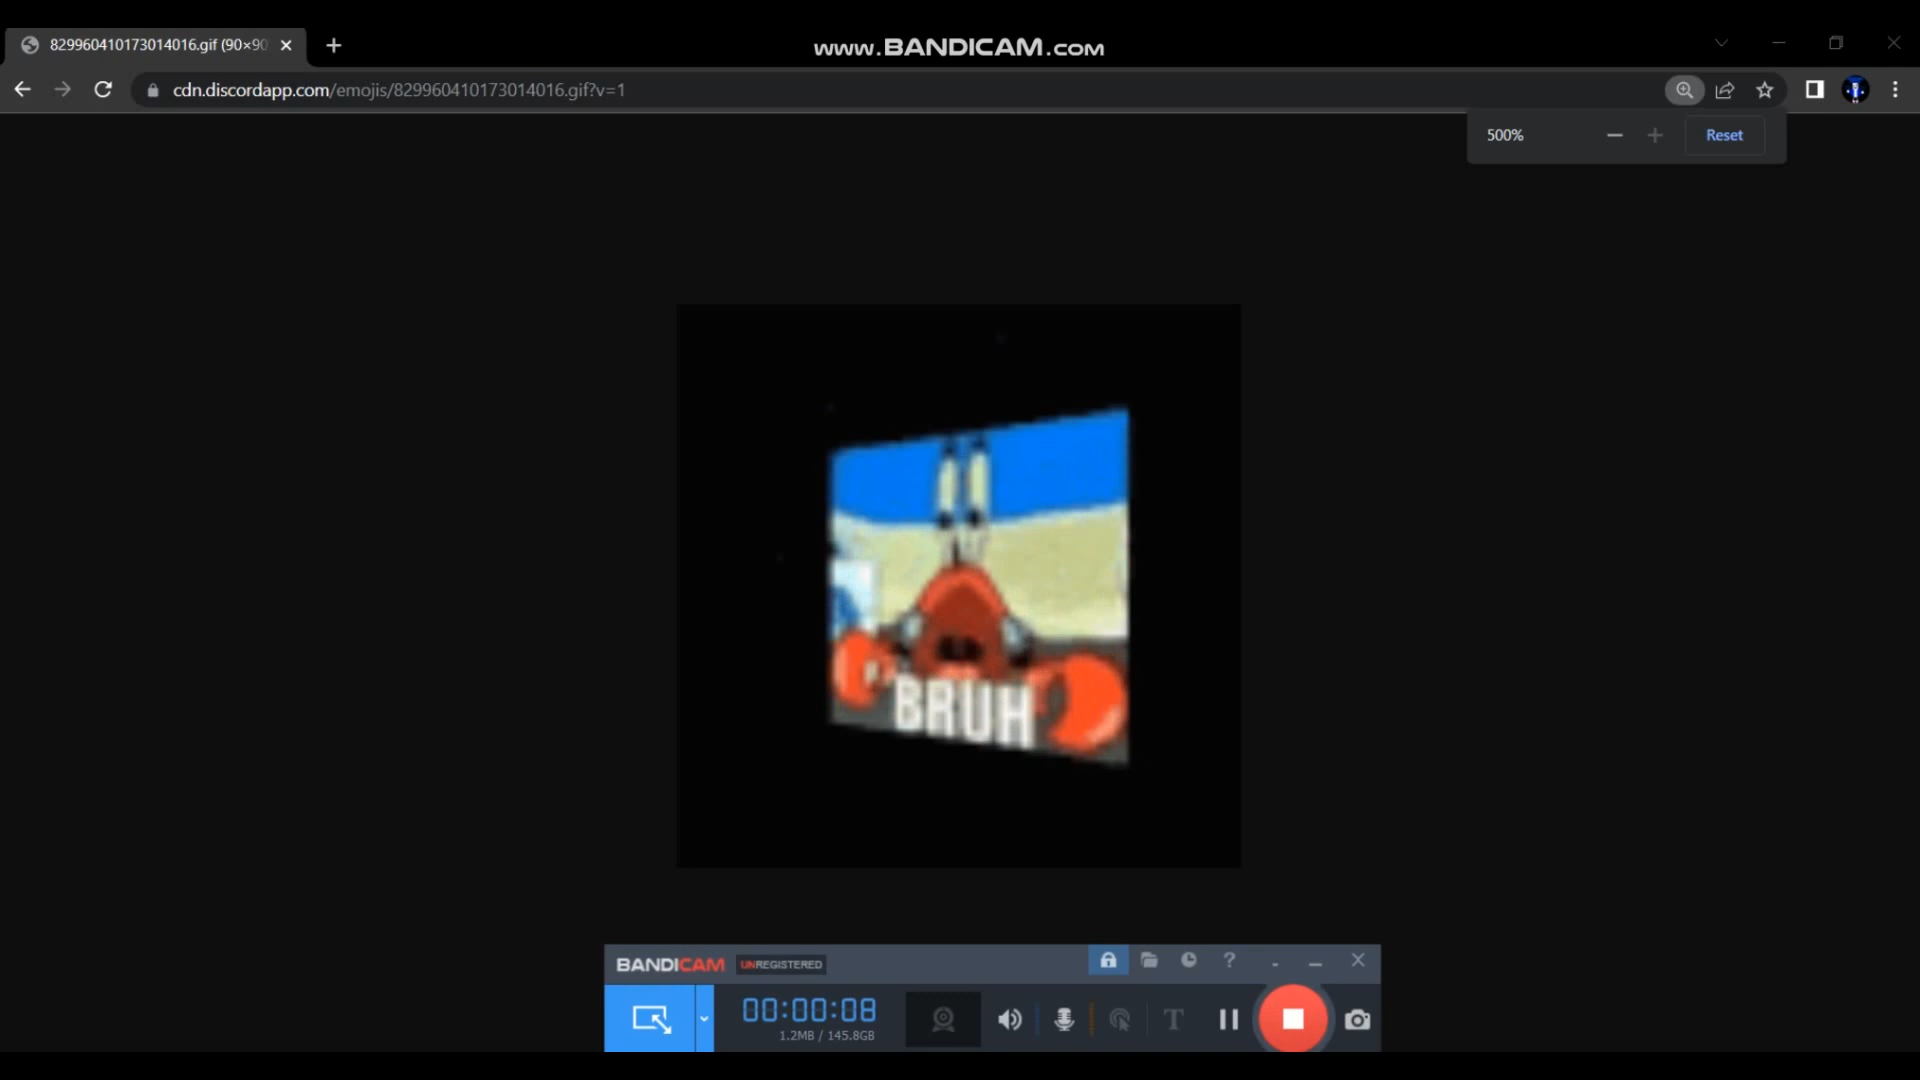 www.BANDICAM.com
829960410173014016.gif (90×90
cdn.discordapp.com/emojis/829960410173014016.gif?v=1
500%
Reset
BRUH
BANDICAM UNREGISTERED
00:00:08
1.2MB / 145.8GB
T